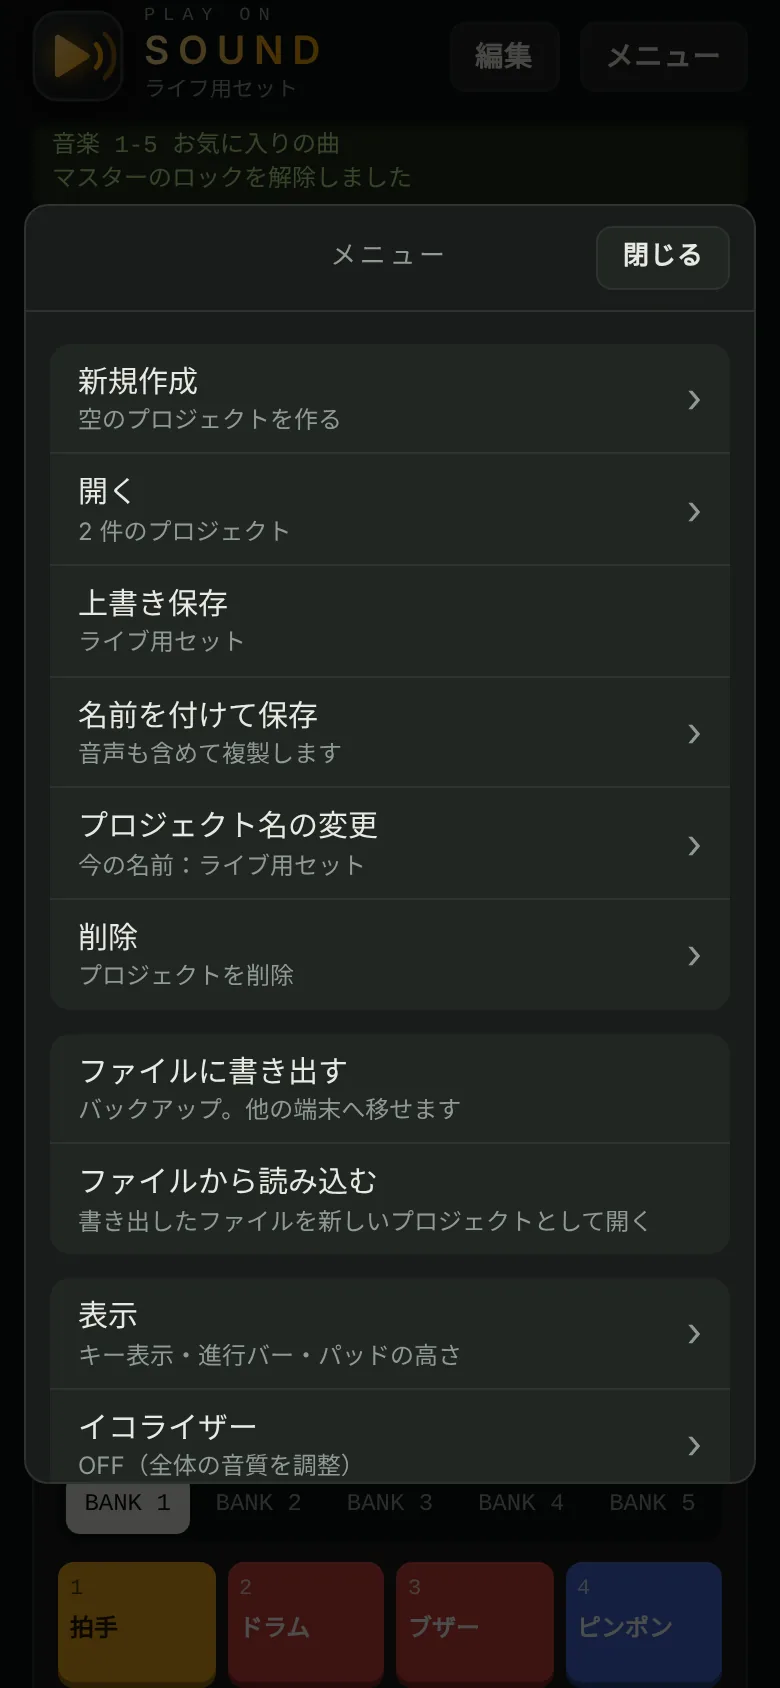 PLAY ON
SOUND
ライブ用セット
編集
メニュー
音楽 1-5 お気に入りの曲
マスターのロックを解除しました
メニュー
閉じる
新規作成
空のプロジェクトを作る
開く
2 件のプロジェクト
上書き保存
ライブ用セット
名前を付けて保存
音声も含めて複製します
プロジェクト名の変更
今の名前：ライブ用セット
削除
プロジェクトを削除
ファイルに書き出す
バックアップ。他の端末へ移せます
ファイルから読み込む
書き出したファイルを新しいプロジェクトとして開く
表示
キー表示・進行バー・パッドの高さ
イコライザー
OFF（全体の音質を調整）
BANK 1 BANK 2 BANK 3 BANK 4 BANK 5
1
拍手
2
ドラム
3
ブザー
4
ピンポン